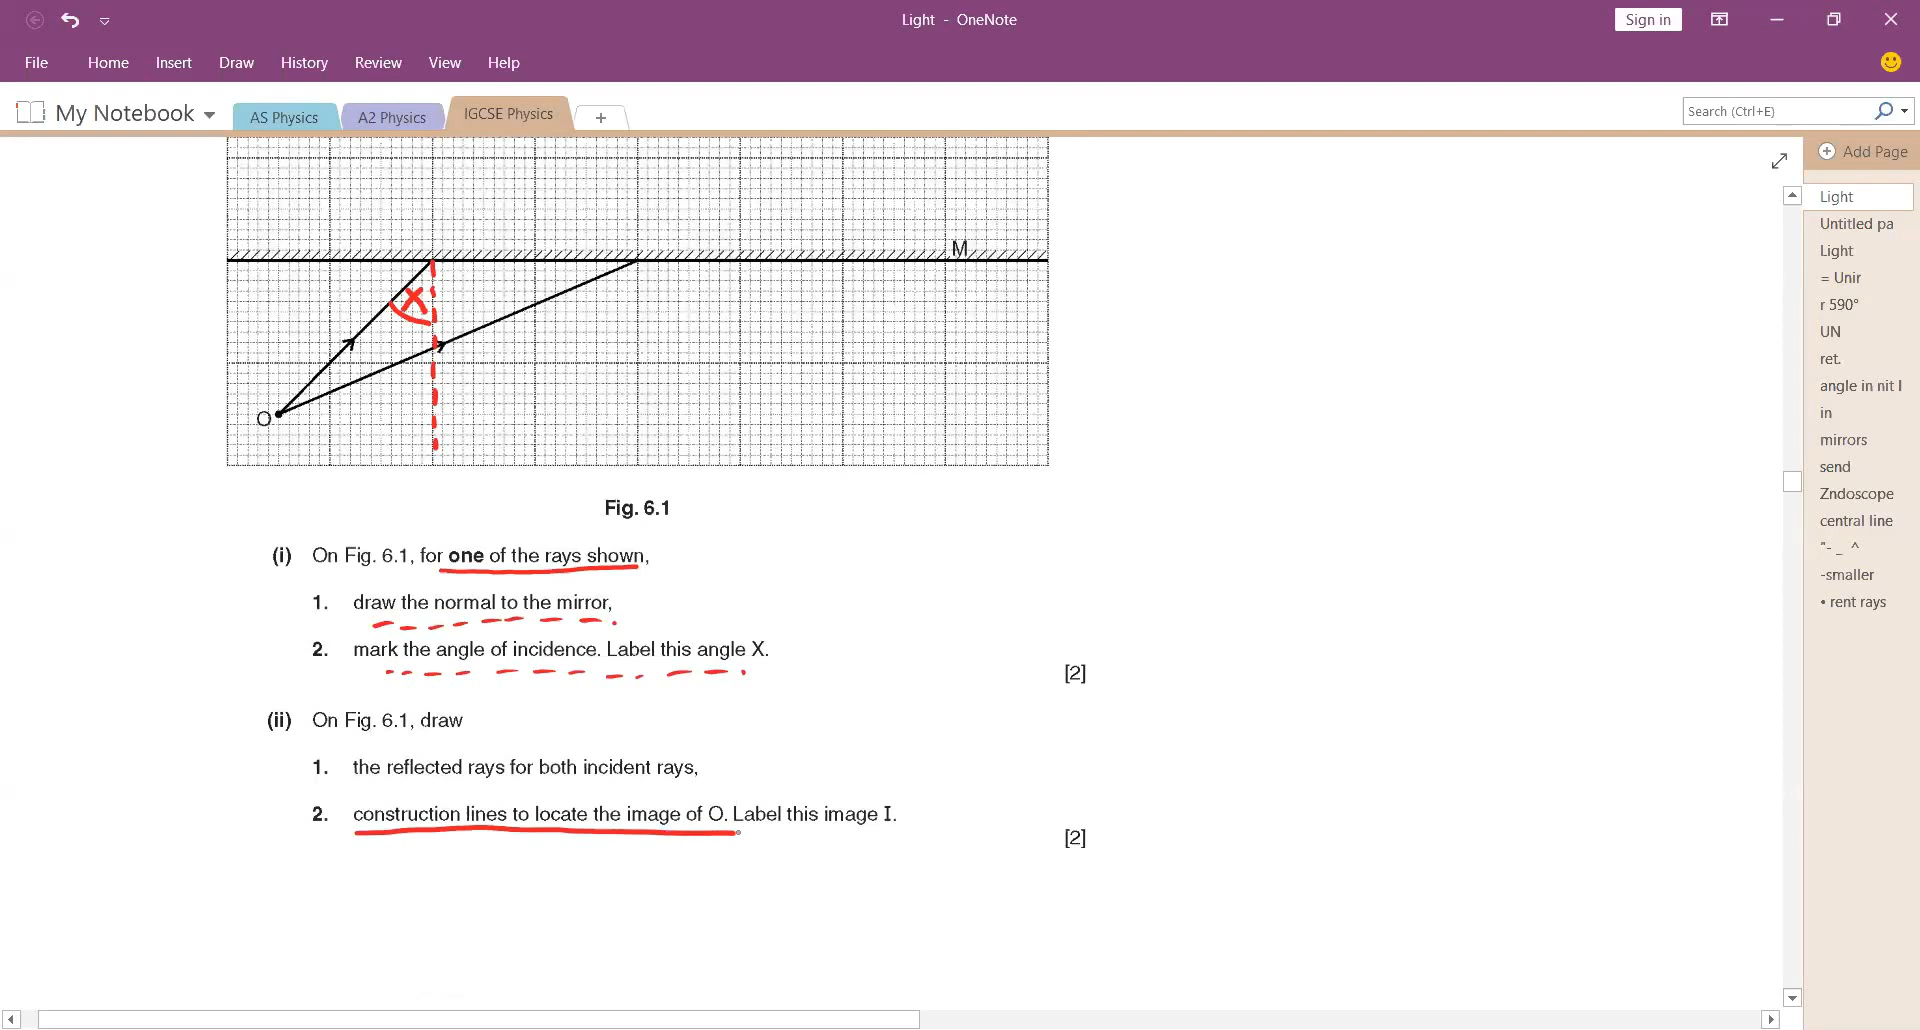 Light - OneNote
Sign in
File Home Insert Draw History Review View Help
My Notebook
AS Physics A2 Physics IGCSE Physics +
Search (Ctrl+E)
Add Page
Light
Untitled pa
Light
= Unir
r 590°
UN
ret.
angle in nit I
in
mirrors
send
Zndoscope
central line
"- _ ^
-smaller
• rent rays
M
X
O
Fig. 6.1
(i) On Fig. 6.1, for one of the rays shown,
1. draw the normal to the mirror,
2. mark the angle of incidence. Label this angle X.
[2]
(ii) On Fig. 6.1, draw
1. the reflected rays for both incident rays,
2. construction lines to locate the image of O. Label this image I.
[2]